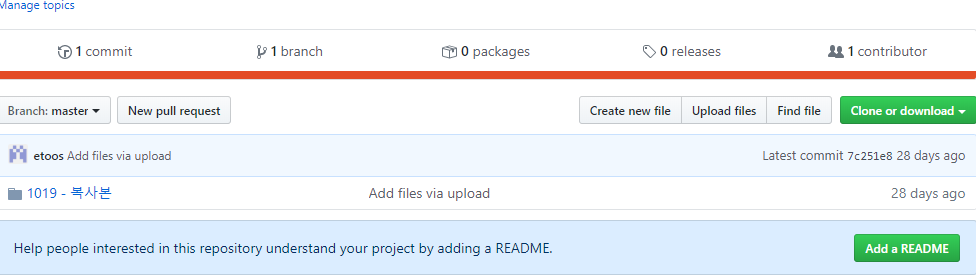 Manage topics
1 commit 1 branch 0 packages 0 releases 1 contributor
Branch: master New pull request Create new file Upload files Find file Clone or download
etoos Add files via upload Latest commit 7c251e8 28 days ago
1019 - 복사본 Add files via upload 28 days ago
Help people interested in this repository understand your project by adding a README. Add a README